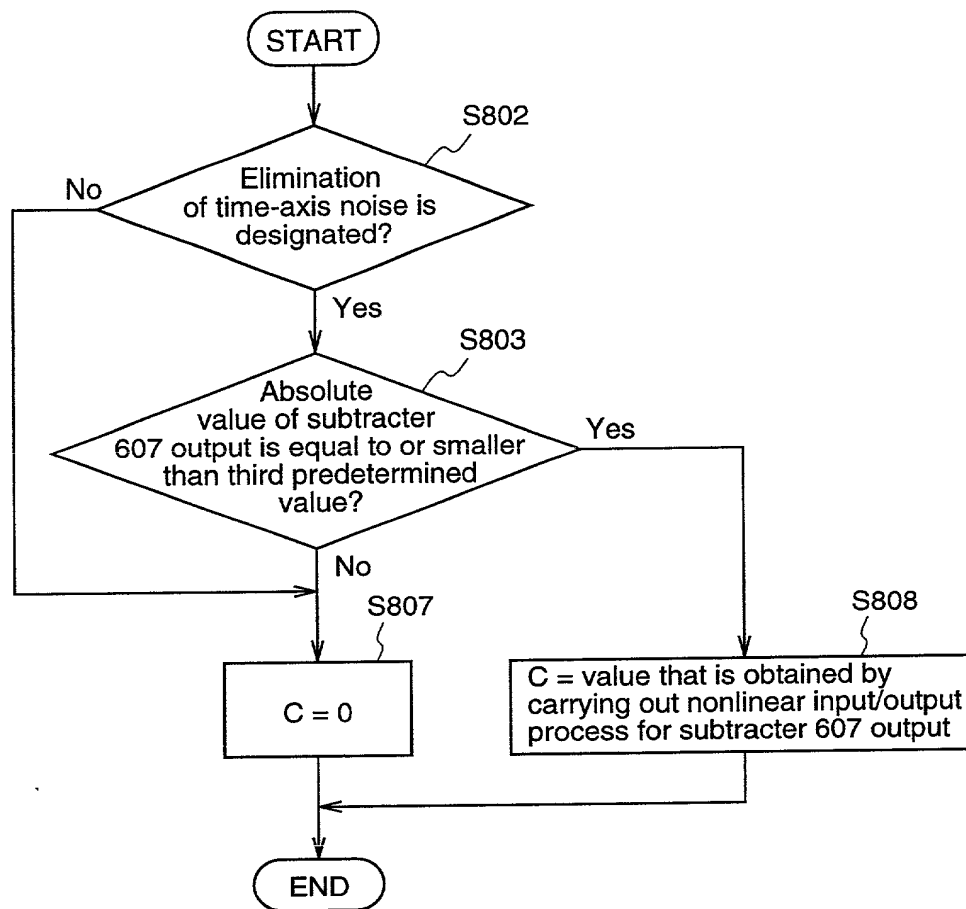 START
S802
Elimination
of time-axis noise is
designated?
No
Yes
S803
Absolute
value of subtracter
607 output is equal to or smaller
than third predetermined
value?
Yes
No
S807
C = 0
S808
C = value that is obtained by
carrying out nonlinear input/output
process for subtracter 607 output
END